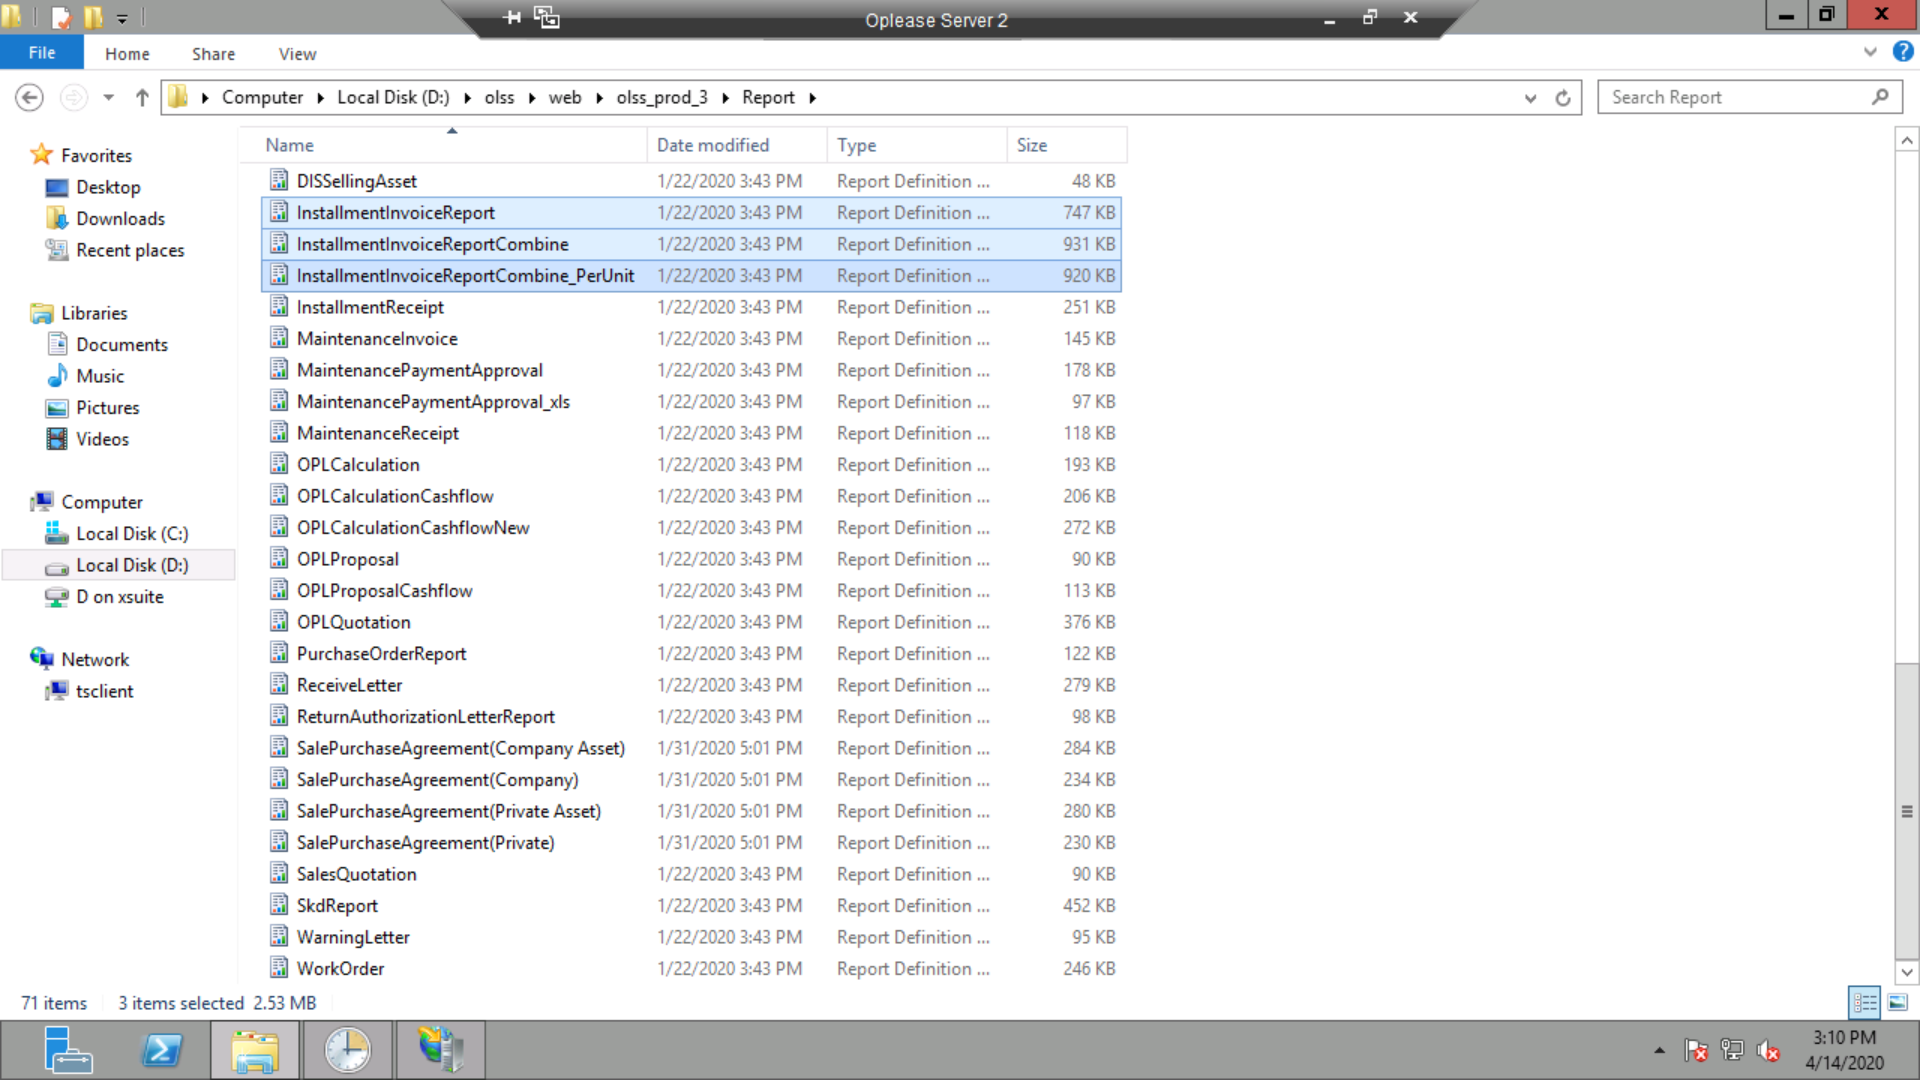 Oplease Server 2
File Home Share View
Computer Local Disk (D:) olss web olss_prod_3 Report
Search Report
Favorites
Desktop
Downloads
Recent places
Libraries
Documents
Music
Pictures
Videos
Computer
Local Disk (C:)
Local Disk (D:)
D on xsuite
Network
tsclient
Name Date modified Type Size
DISSellingAsset 1/22/2020 3:43 PM Report Definition ... 48 KB
InstallmentInvoiceReport 1/22/2020 3:43 PM Report Definition ... 747 KB
InstallmentInvoiceReportCombine 1/22/2020 3:43 PM Report Definition ... 931 KB
InstallmentInvoiceReportCombine_PerUnit 1/22/2020 3:43 PM Report Definition ... 920 KB
InstallmentReceipt 1/22/2020 3:43 PM Report Definition ... 251 KB
MaintenanceInvoice 1/22/2020 3:43 PM Report Definition ... 145 KB
MaintenancePaymentApproval 1/22/2020 3:43 PM Report Definition ... 178 KB
MaintenancePaymentApproval_xls 1/22/2020 3:43 PM Report Definition ... 97 KB
MaintenanceReceipt 1/22/2020 3:43 PM Report Definition ... 118 KB
OPLCalculation 1/22/2020 3:43 PM Report Definition ... 193 KB
OPLCalculationCashflow 1/22/2020 3:43 PM Report Definition ... 206 KB
OPLCalculationCashflowNew 1/22/2020 3:43 PM Report Definition ... 272 KB
OPLProposal 1/22/2020 3:43 PM Report Definition ... 90 KB
OPLProposalCashflow 1/22/2020 3:43 PM Report Definition ... 113 KB
OPLQuotation 1/22/2020 3:43 PM Report Definition ... 376 KB
PurchaseOrderReport 1/22/2020 3:43 PM Report Definition ... 122 KB
ReceiveLetter 1/22/2020 3:43 PM Report Definition ... 279 KB
ReturnAuthorizationLetterReport 1/22/2020 3:43 PM Report Definition ... 98 KB
SalePurchaseAgreement(Company Asset) 1/31/2020 5:01 PM Report Definition ... 284 KB
SalePurchaseAgreement(Company) 1/31/2020 5:01 PM Report Definition ... 234 KB
SalePurchaseAgreement(Private Asset) 1/31/2020 5:01 PM Report Definition ... 280 KB
SalePurchaseAgreement(Private) 1/31/2020 5:01 PM Report Definition ... 230 KB
SalesQuotation 1/22/2020 3:43 PM Report Definition ... 90 KB
SkdReport 1/22/2020 3:43 PM Report Definition ... 452 KB
WarningLetter 1/22/2020 3:43 PM Report Definition ... 95 KB
WorkOrder 1/22/2020 3:43 PM Report Definition ... 246 KB
71 items 3 items selected 2.53 MB
3:10 PM
4/14/2020